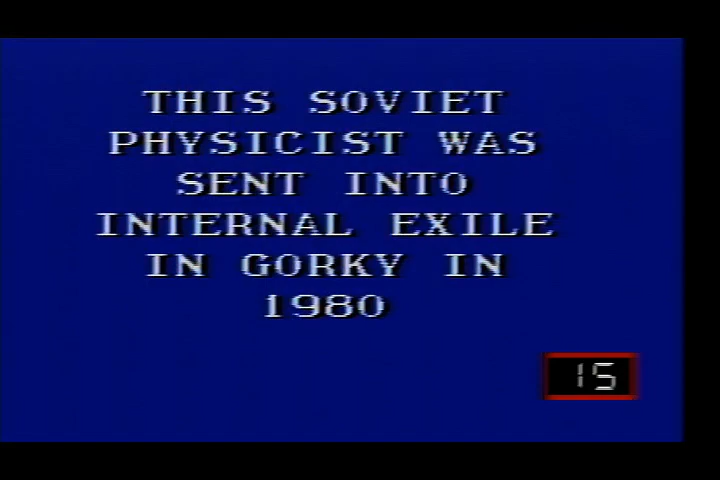 THIS SOVIET
PHYSICIST WAS
SENT INTO
INTERNAL EXILE
IN GORKY IN
1980
15